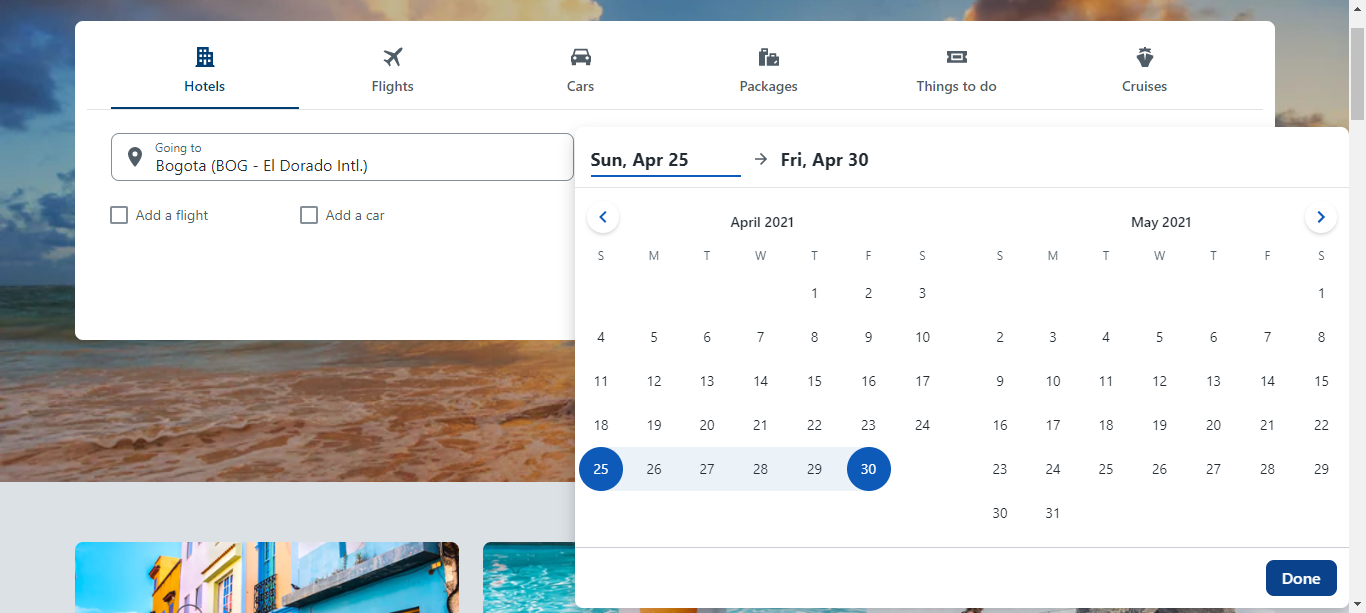 Hotels Flights Cars Packages Things to do Cruises
Going to
Bogota (BOG - El Dorado Intl.)
Add a flight Add a car
Sun, Apr 25 Fri, Apr 30
April 2021
S M T W T F S
1 2 3
4 5 6 7 8 9 10
11 12 13 14 15 16 17
18 19 20 21 22 23 24
25 26 27 28 29 30
May 2021
S M T W T F S
1
2 3 4 5 6 7 8
9 10 11 12 13 14 15
16 17 18 19 20 21 22
23 24 25 26 27 28 29
30 31
Done